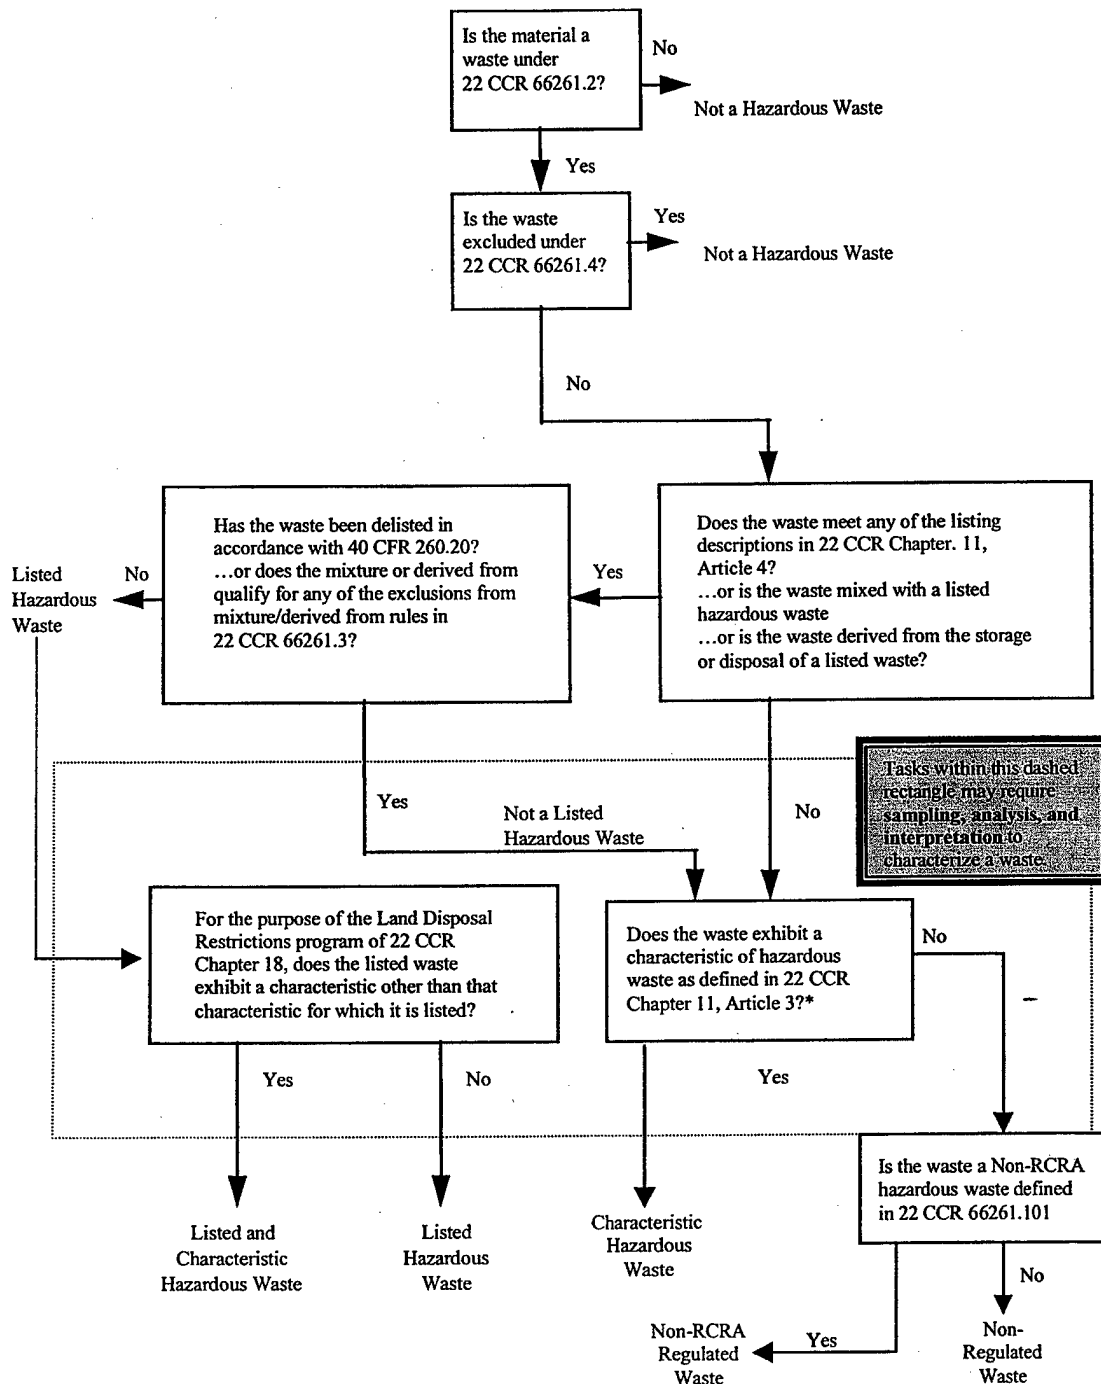 Is the material a
waste under
22 CCR 66261.2?
No
Not a Hazardous Waste
Yes
Is the waste
excluded under
22 CCR 66261.4?
Yes
Not a Hazardous Waste
No
Has the waste been delisted in
accordance with 40 CFR 260.20?
…or does the mixture or derived from
qualify for any of the exclusions from
mixture/derived from rules in
22 CCR 66261.3?
Does the waste meet any of the listing
descriptions in 22 CCR Chapter. 11,
Article 4?
…or is the waste mixed with a listed
hazardous waste
…or is the waste derived from the storage
or disposal of a listed waste?
Yes
No
Listed
Hazardous
Waste
Tasks within this dashed
rectangle may require
sampling, analysis, and
interpretation to
characterize a waste.
Yes
Not a Listed
Hazardous Waste
No
For the purpose of the Land Disposal
Restrictions program of 22 CCR
Chapter 18, does the listed waste
exhibit a characteristic other than that
characteristic for which it is listed?
Does the waste exhibit a
characteristic of hazardous
waste as defined in 22 CCR
Chapter 11, Article 3?*
No
Yes
No
Yes
Is the waste a Non-RCRA
hazardous waste defined
in 22 CCR 66261.101
Listed and
Characteristic
Hazardous Waste
Listed
Hazardous
Waste
Characteristic
Hazardous
Waste
No
Yes
Non-RCRA
Regulated
Waste
Non-
Regulated
Waste